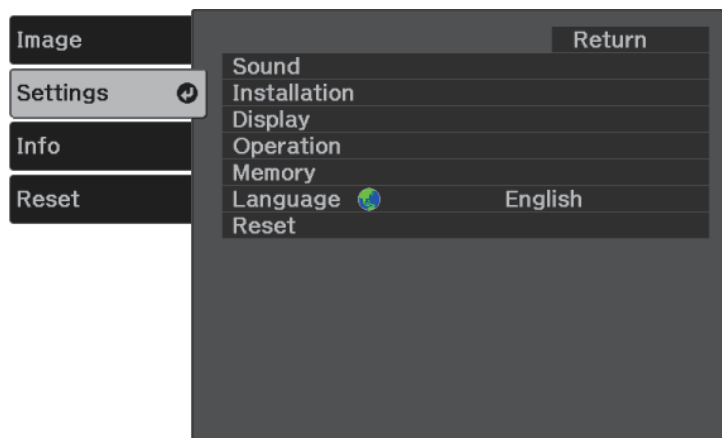 Image
Settings
Info
Reset
Return
Sound
Installation
Display
Operation
Memory
Language English
Reset